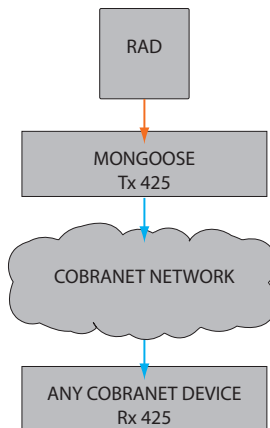 RAD
MONGOOSE
Tx 425
COBRANET NETWORK
ANY COBRANET DEVICE
Rx 425